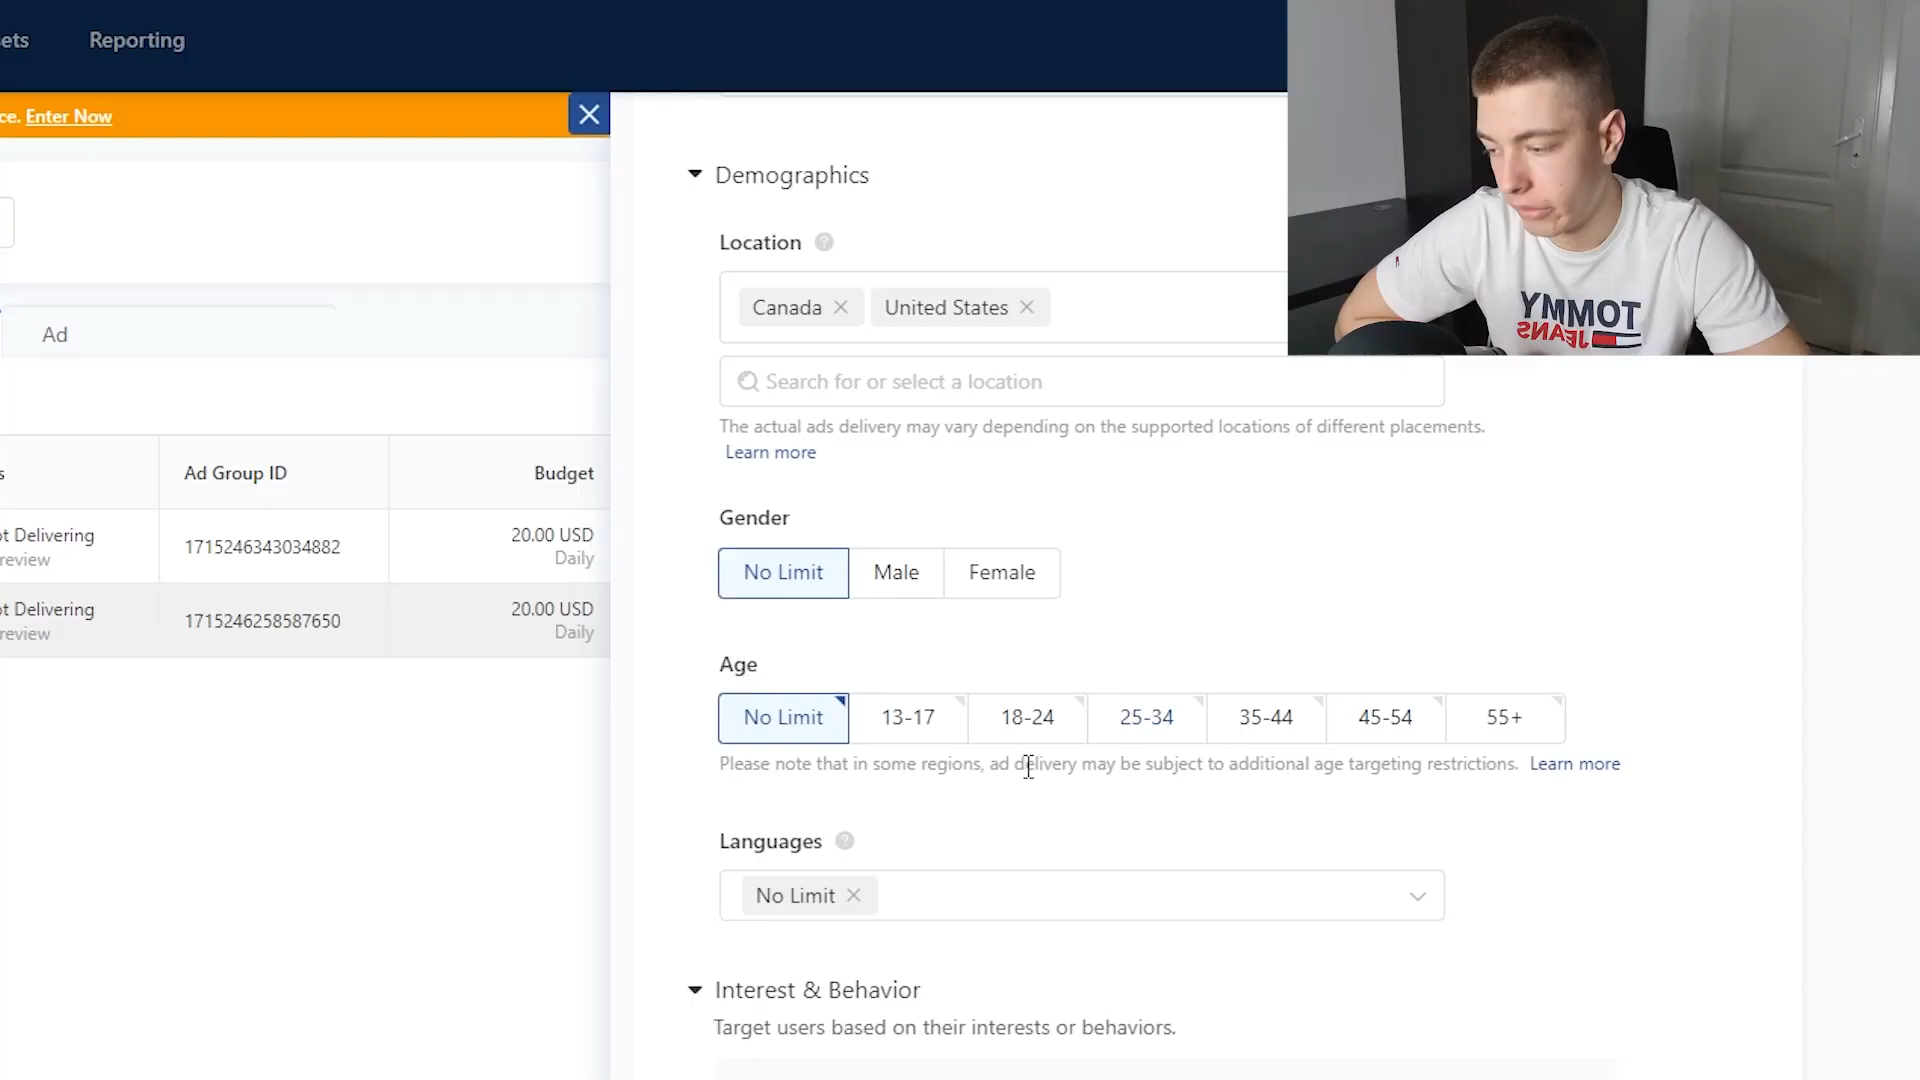 ets Reporting
ce. Enter Now
Demographics
Location ?
Canada United States
Search for or select a location
The actual ads delivery may vary depending on the supported locations of different placements.
Learn more
Gender
No Limit Male Female
Age
No Limit 13-17 18-24 25-34 35-44 45-54 55+
Please note that in some regions, ad delivery may be subject to additional age targeting restrictions. Learn more
Languages ?
No Limit
Interest & Behavior
Target users based on their interests or behaviors.
Ad
s Ad Group ID Budget
ot Delivering 1715246343034882 20.00 USD
review Daily
ot Delivering 1715246258587650 20.00 USD
review Daily
TOMMY
JEANS